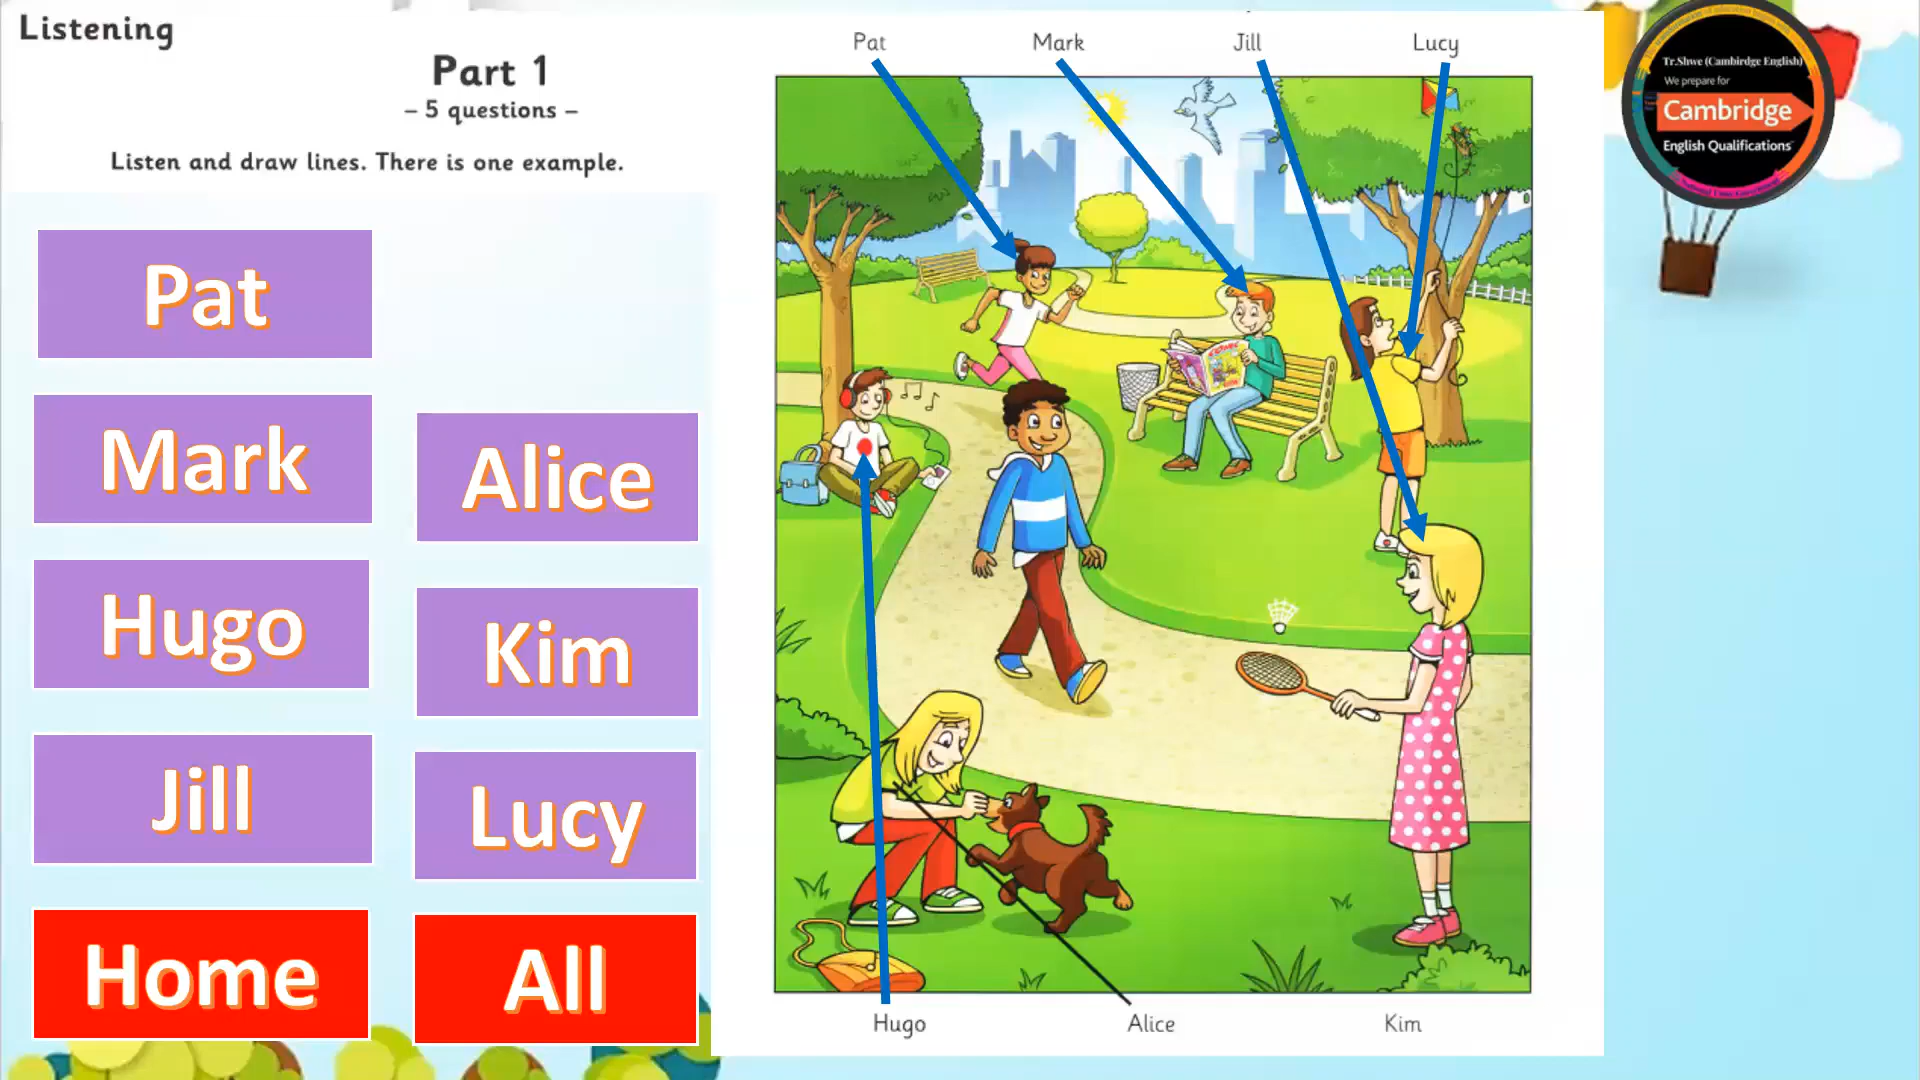 Listening
Part 1
– 5 questions –
Listen and draw lines. There is one example.
Pat Mark Jill Lucy
Pat
Mark
Hugo
Jill
Home
Alice
Kim
Lucy
All
Hugo Alice Kim
Tr.Shwe (Cambirdge English)
We prepare for
Cambridge
English Qualifications